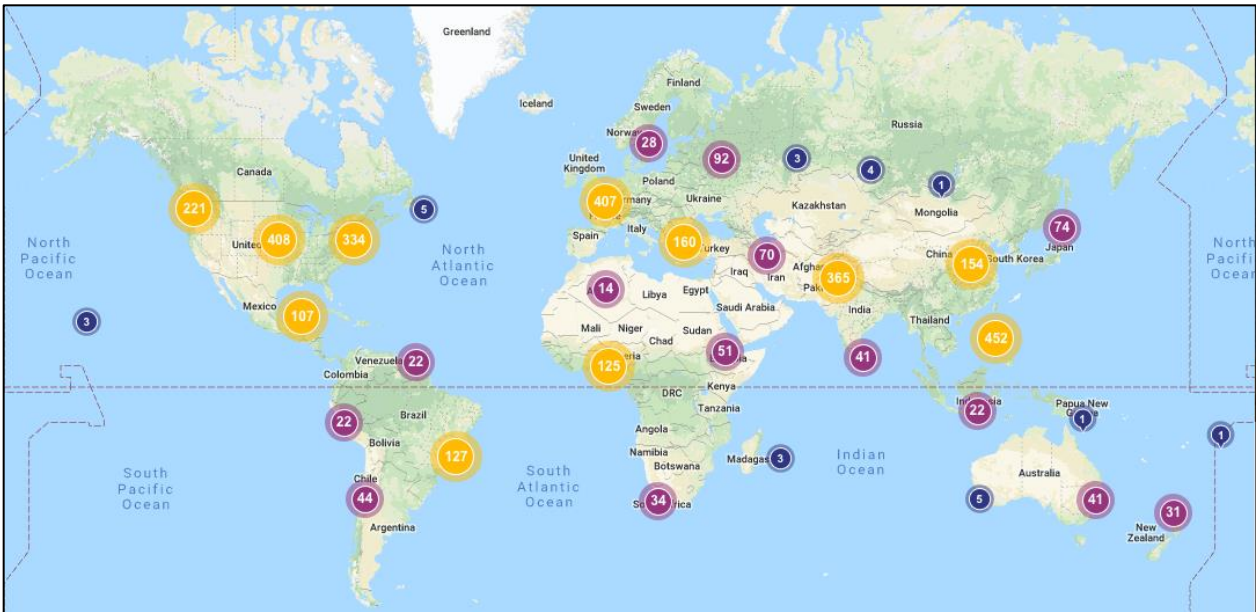 Greenland
Iceland
Finland
Sweden
Norway
28
Russia
92
3
4
1
United
Kingdom
Poland
Canada
407
Ukraine
Kazakhstan
Mongolia
221
5
408
334
Spain
Italy
160
Turkey
70
Iraq
Iran
74
Japan
China
154
South Korea
North
Pacific
Ocean
North
Atlantic
Ocean
North
Pacific
Ocean
14
Libya
Egypt
Saudi Arabia
365
India
Mexico
107
3
Mali
Niger
Chad
Sudan
Thailand
452
Venezuela
22
Colombia
125
51
41
DRC
Kenya
Tanzania
22
Brazil
22
Papua New
1
1
Bolivia
127
Angola
Namibia
Botswana
3
Indian
Ocean
South
Pacific
Ocean
South
Atlantic
Ocean
Chile
44
34
Australia
5
41
31
New
Zealand
Argentina